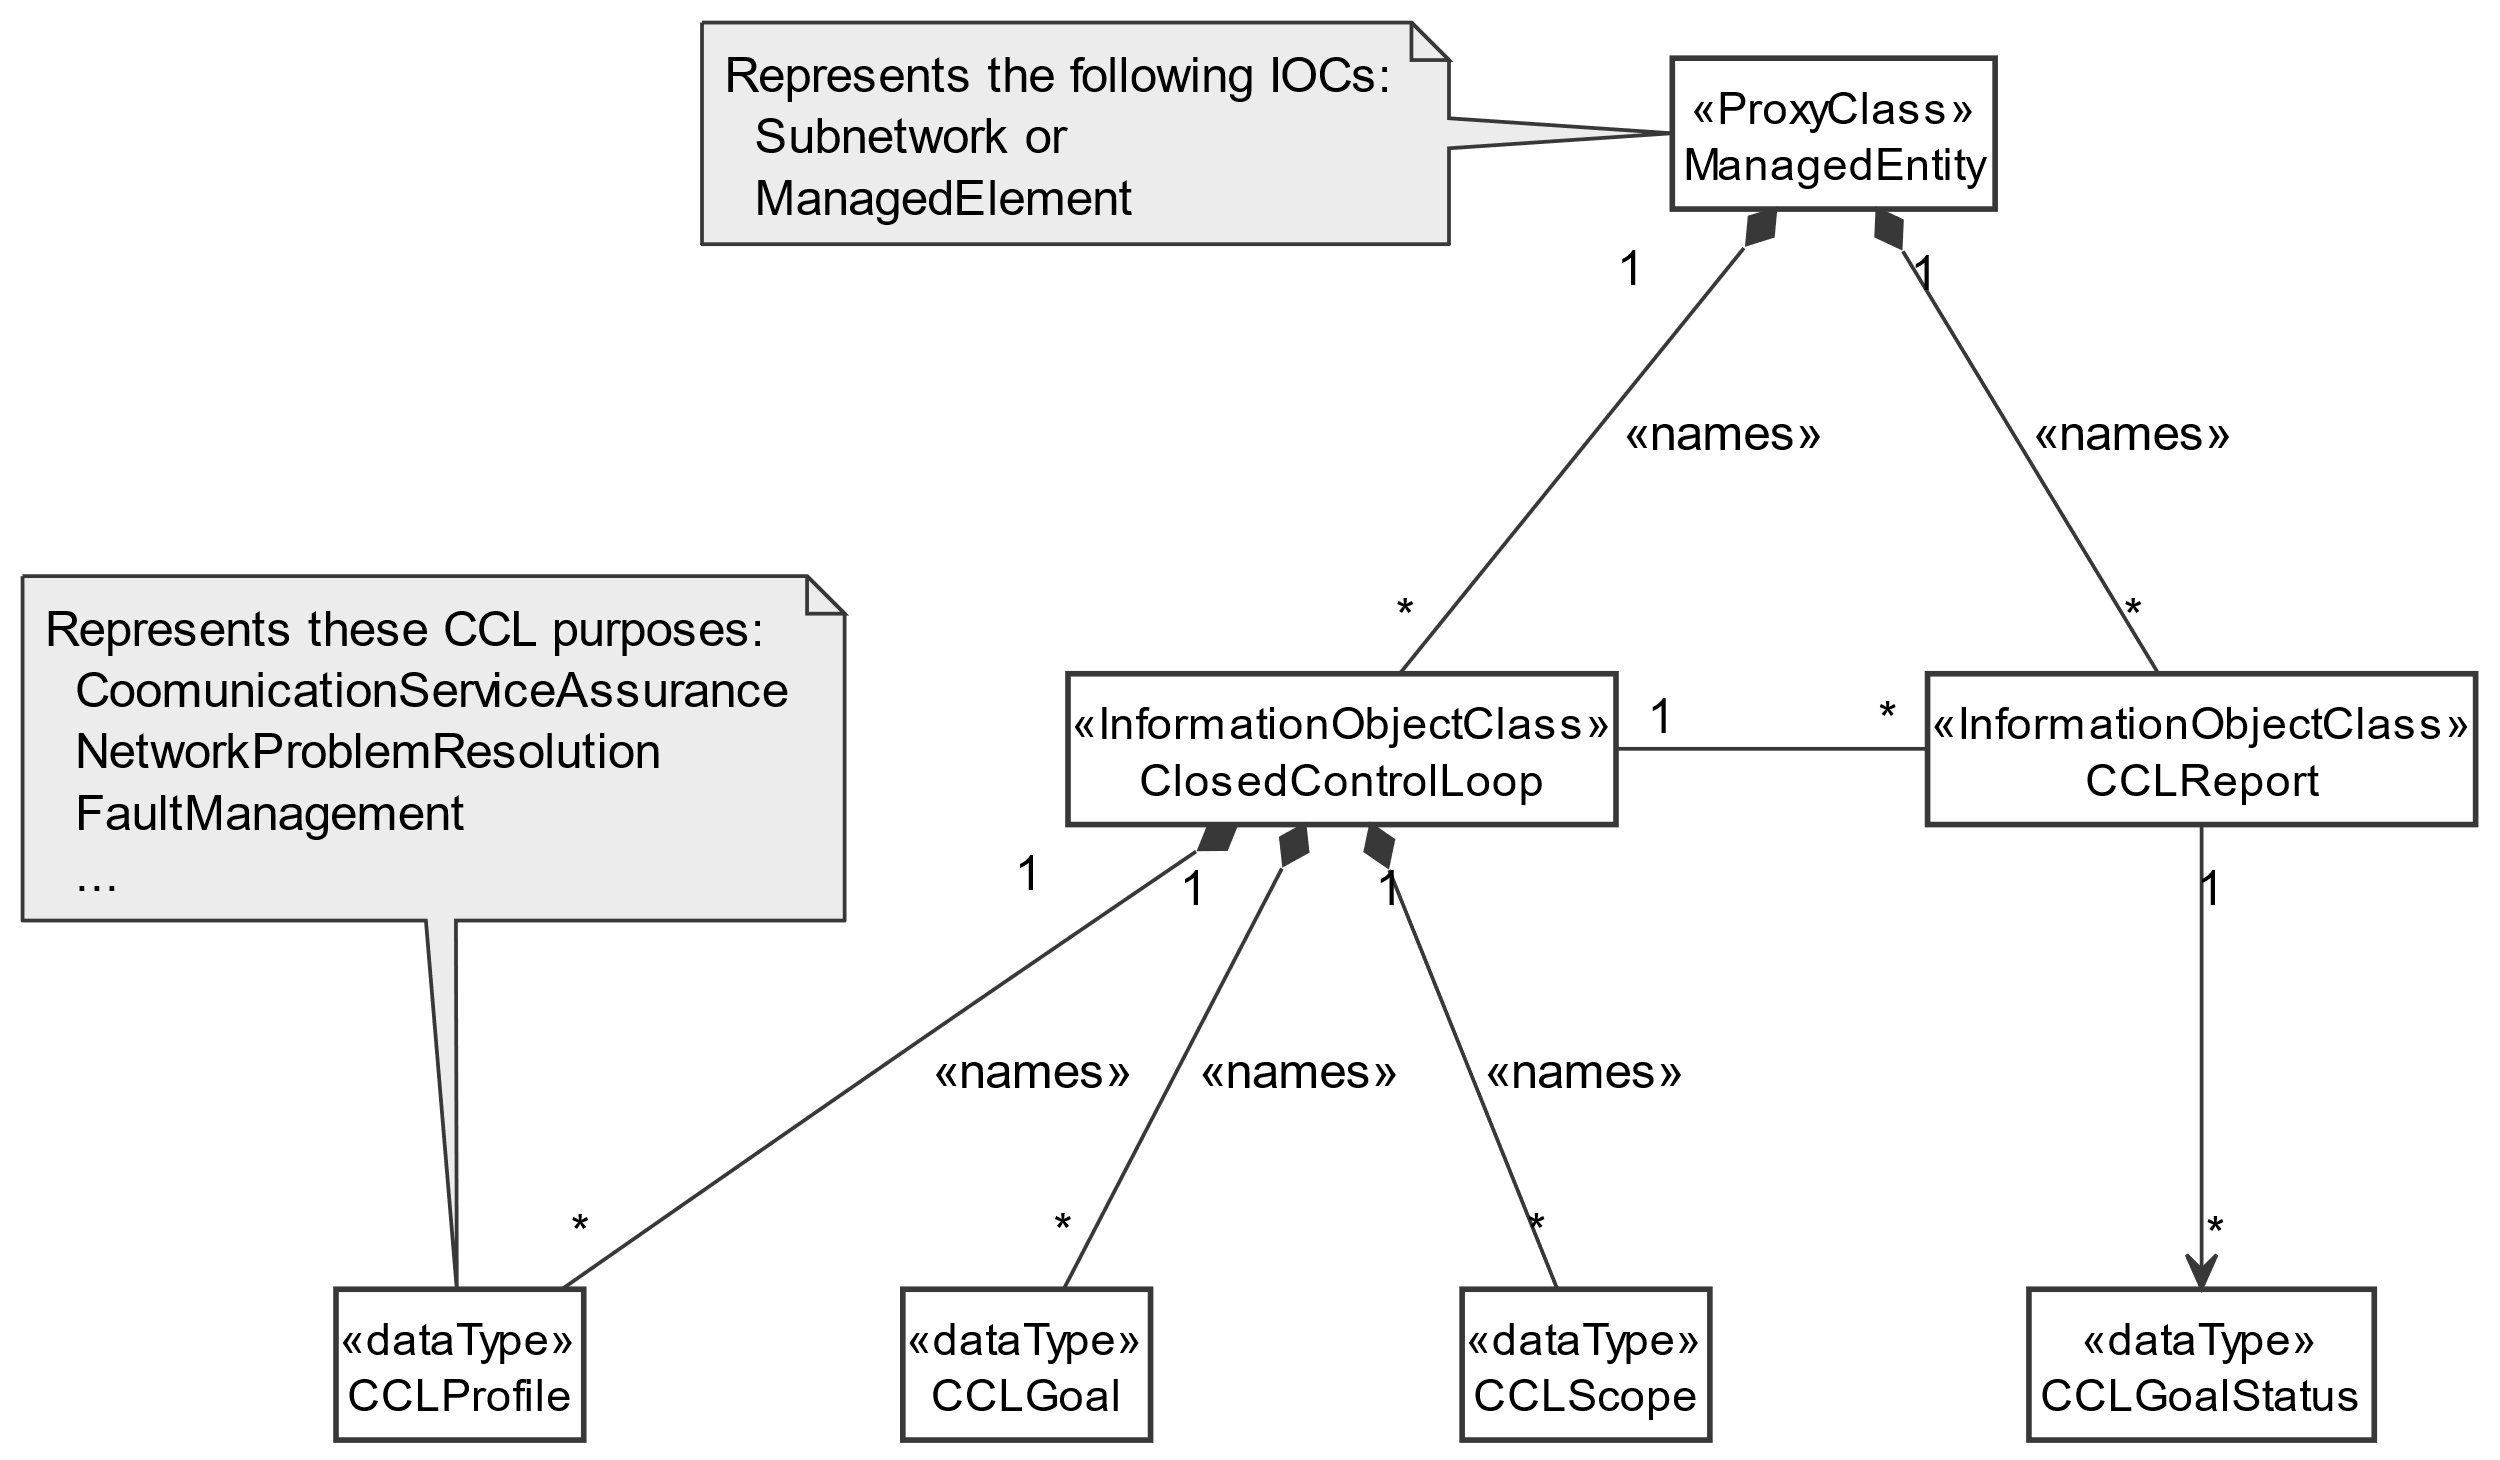 Represents the following IOCs:
Subnetwork or
ManagedElement
«ProxyClass»
ManagedEntity
1
1
«names»
«names»
*
*
Represents these CCL purposes:
CoomunicationServiceAssurance
NetworkProblemResolution
FaultManagement
...
«InformationObjectClass»
ClosedControlLoop
1
*
«InformationObjectClass»
CCLReport
1
1
1
1
«names»
«names»
«names»
*
*
*
*
«dataType»
CCLProfile
«dataType»
CCLGoal
«dataType»
CCLScope
«dataType»
CCLGoalStatus